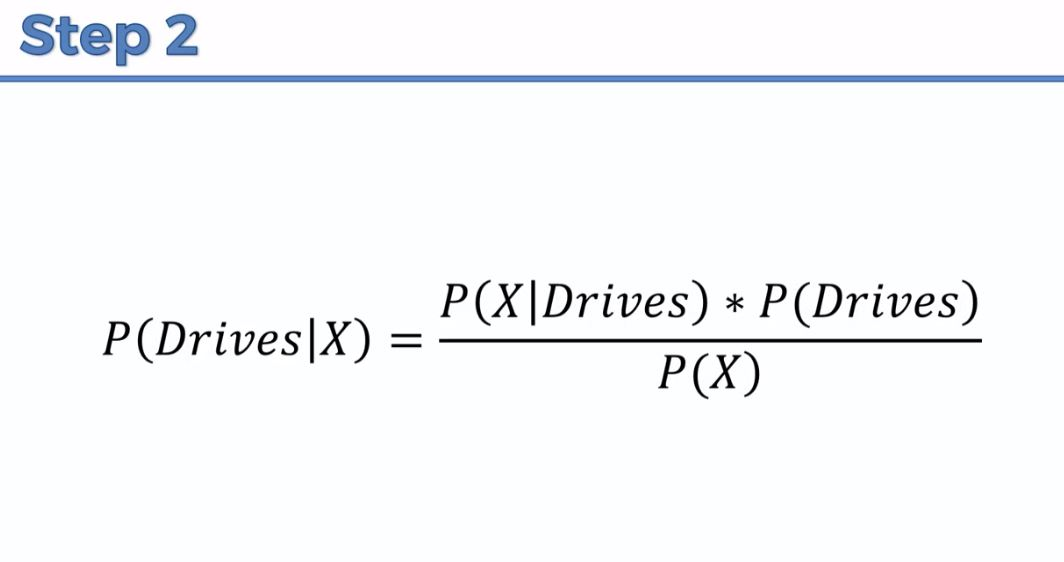 Step 2
P(Drives|X) = P(X|Drives) * P(Drives)
P(X)